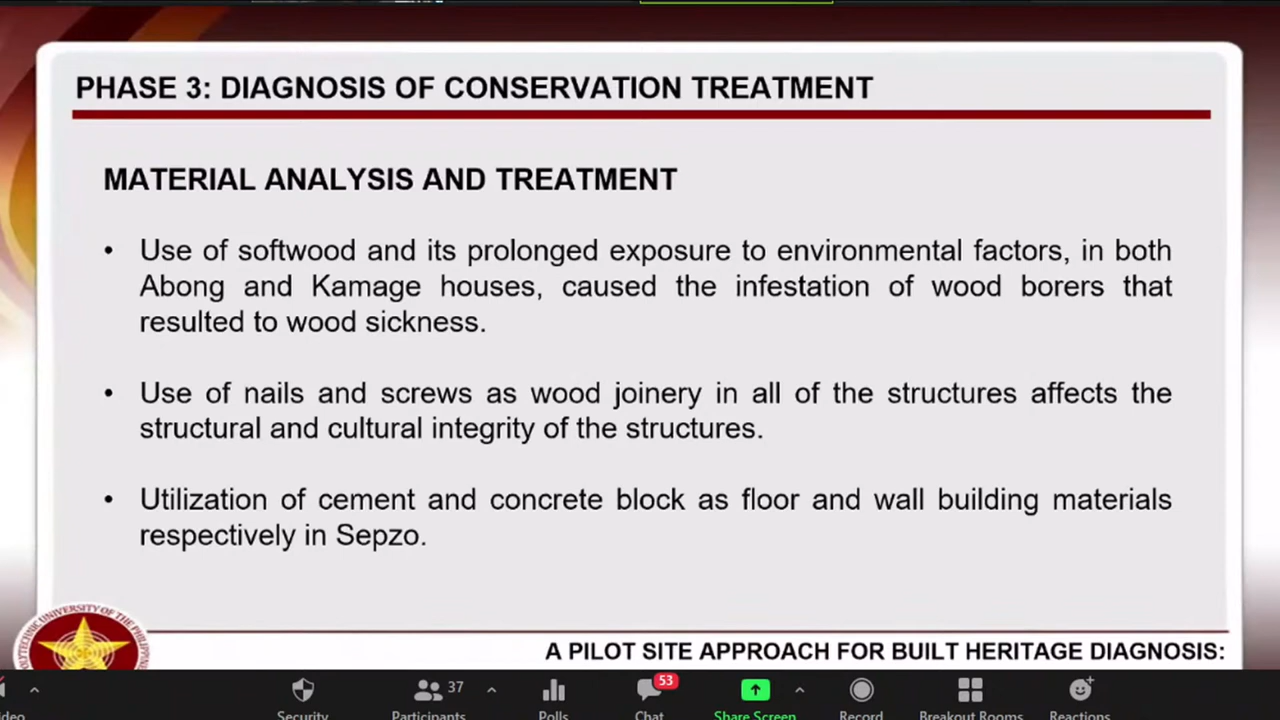 PHASE 3: DIAGNOSIS OF CONSERVATION TREATMENT
MATERIAL ANALYSIS AND TREATMENT
• Use of softwood and its prolonged exposure to environmental factors, in both
Abong and Kamage houses, caused the infestation of wood borers that
resulted to wood sickness.
• Use of nails and screws as wood joinery in all of the structures affects the
structural and cultural integrity of the structures.
• Utilization of cement and concrete block as floor and wall building materials
respectively in Sepzo.
UNIVERSITY OF THE
A PILOT SITE APPROACH FOR BUILT HERITAGE DIAGNOSIS:
37
53
Security
Participants
Polls
Chat
Share Screen
Record
Breakout Rooms
Reactions